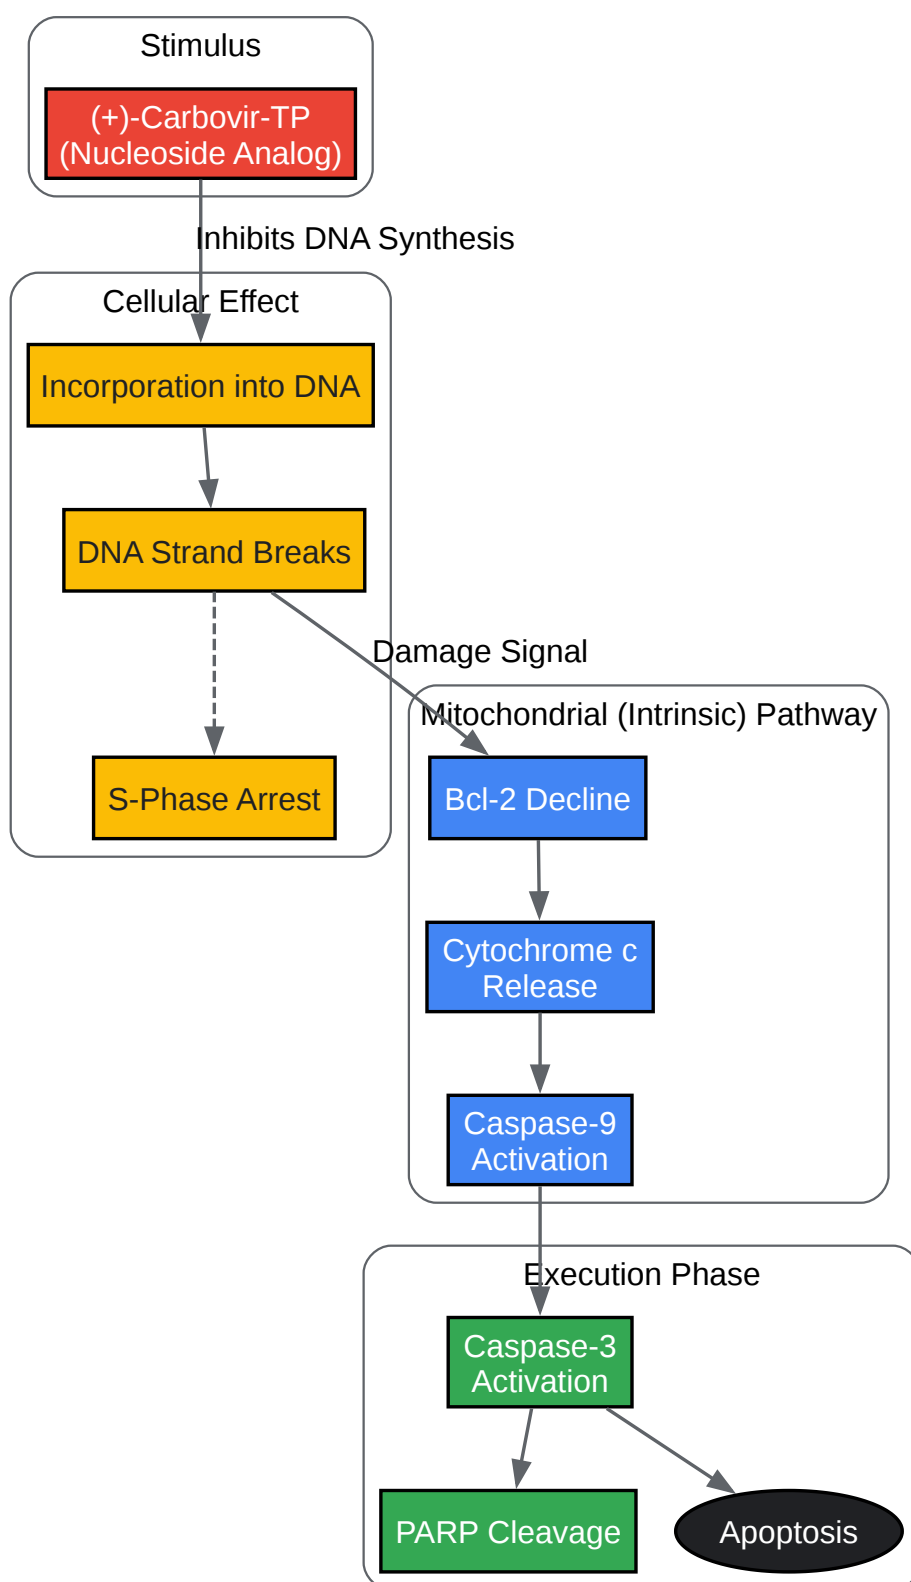 Stimulus
(+)-Carbovir-TP
(Nucleoside Analog)
Inhibits DNA Synthesis
Cellular Effect
Incorporation into DNA
DNA Strand Breaks
Damage Signal
Mitochondrial (Intrinsic) Pathway
S-Phase Arrest
Bcl-2 Decline
Cytochrome c
Release
Caspase-9
Activation
Execution Phase
Caspase-3
Activation
PARP Cleavage
Apoptosis